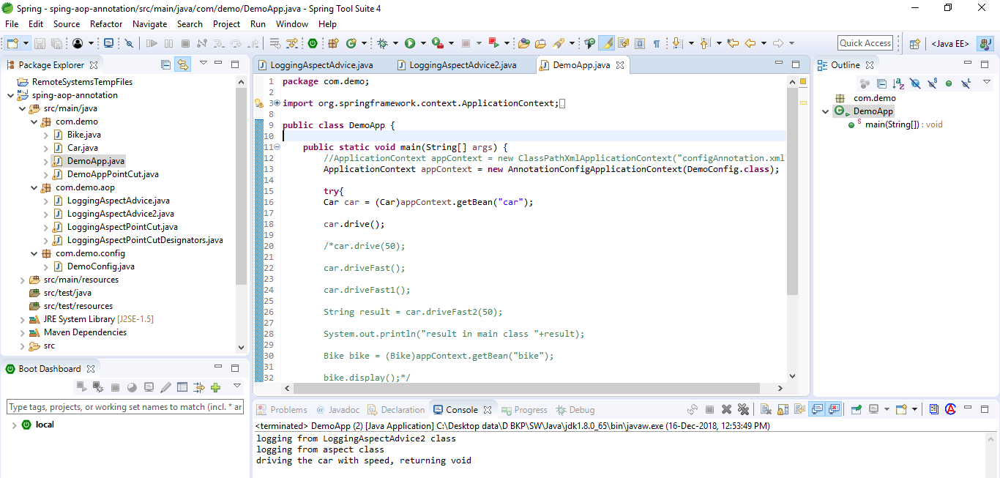 Spring - sping-aop-annotation/src/main/java/com/demo/DemoApp.java - Spring Tool Suite 4
File Edit Source Refactor Navigate Search Project Run Window Help
Quick Access
<Java EE>
Package Explorer
RemoteSystemsTempFiles
sping-aop-annotation
src/main/java
com.demo
Bike.java
Car.java
DemoApp.java
DemoAppPointCut.java
com.demo.aop
LoggingAspectAdvice.java
LoggingAspectAdvice2.java
LoggingAspectPointCut.java
LoggingAspectPointCutDesignators.java
com.demo.config
DemoConfig.java
src/main/resources
src/test/java
src/test/resources
JRE System Library [J2SE-1.5]
Maven Dependencies
src
Boot Dashboard
Type tags, projects, or working set names to match (incl. * ar
local
LoggingAspectAdvice.java LoggingAspectAdvice2.java DemoApp.java
1 package com.demo;
2
3 import org.springframework.context.ApplicationContext;
8
9 public class DemoApp {
10
11 public static void main(String[] args) {
12 //ApplicationContext appContext = new ClassPathXmlApplicationContext("configAnnotation.xml"
13 ApplicationContext appContext = new AnnotationConfigApplicationContext(DemoConfig.class);
14
15 try{
16 Car car = (Car)appContext.getBean("car");
17
18 car.drive();
19
20 /*car.drive(50);
21
22 car.driveFast();
23
24 car.driveFast1();
25
26 String result = car.driveFast2(50);
27
28 System.out.println("result in main class "+result);
29
30 Bike bike = (Bike)appContext.getBean("bike");
31
32 bike.display();*/
Outline
com.demo
DemoApp
main(String[]) : void
Problems @ Javadoc Declaration Console Progress Debug
<terminated> DemoApp (2) [Java Application] C:\Desktop data\D BKP\SW\Java\jdk1.8.0_65\bin\javaw.exe (16-Dec-2018, 12:53:49 PM)
logging from LoggingAspectAdvice2 class
logging from aspect class
driving the car with speed, returning void